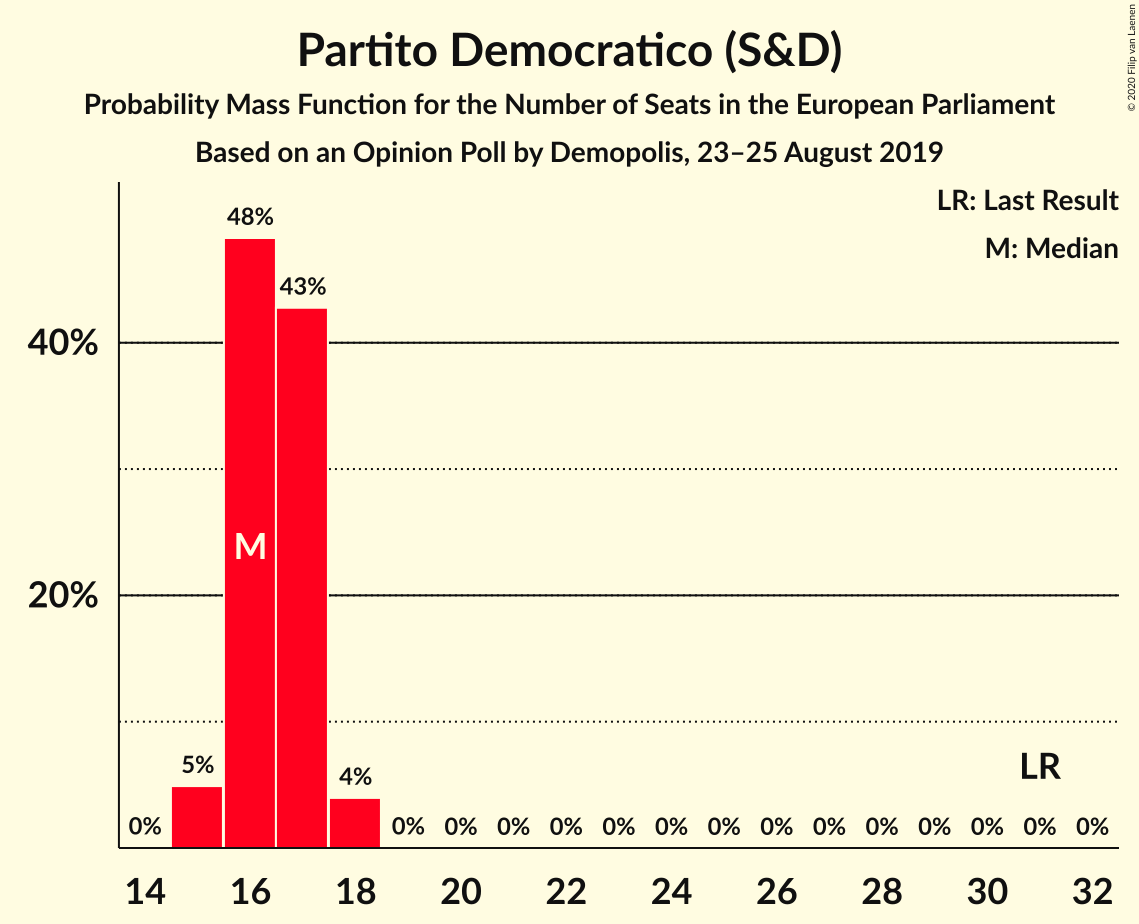 Partito Democratico (S&D)
Probability Mass Function for the Number of Seats in the European Parliament
Based on an Opinion Poll by Demopolis, 23–25 August 2019
© 2020 Filip van Laenen
LR: Last Result
M: Median
48%
43%
40%
M
20%
5%
4%
LR
0% 0% 0% 0% 0% 0% 0% 0% 0% 0% 0% 0% 0% 0% 0%
14 16 18 20 22 24 26 28 30 32